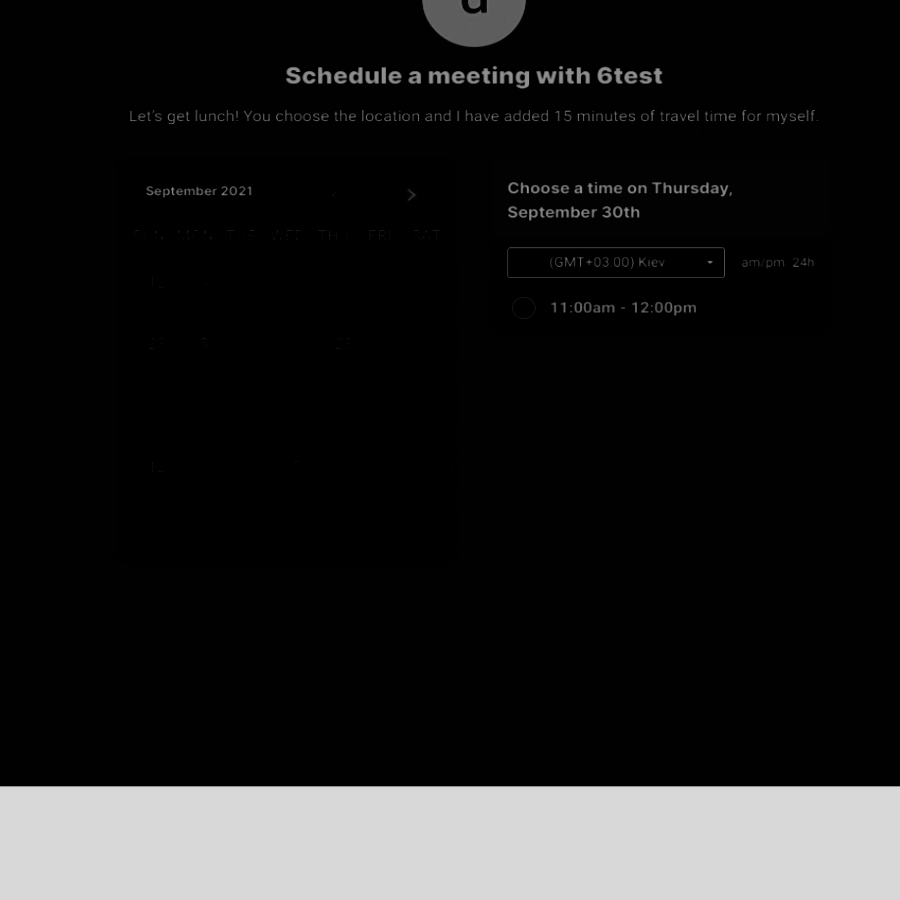 d
Schedule a meeting with 6test
Let's get lunch! You choose the location and I have added 15 minutes of travel time for myself.
September 2021
SUN MON TUE WED THU FRI SAT
Choose a time on Thursday,
September 30th
(GMT+03:00) Kiev
am/pm 24h
11:00am - 12:00pm